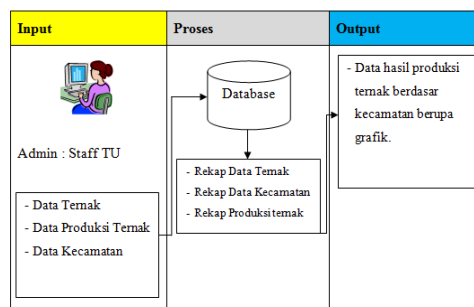 Input
Proses
Output
Admin : Staff TU
- Data Ternak
- Data Produksi Ternak
- Data Kecamatan
Database
- Rekap Data Ternak
- Rekap Data Kecamatan
- Rekap Produksi ternak
- Data hasil produksi
ternak berdasar
kecamatan berupa
grafik.